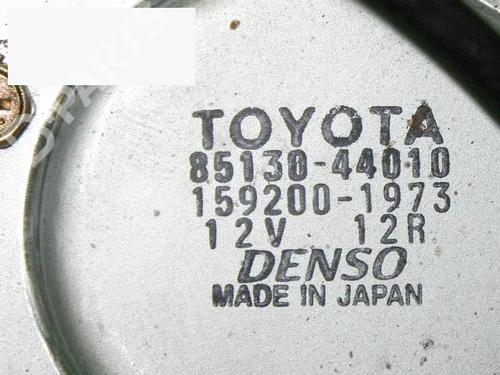 TOYOTA
85130-44010
159200-1973
12V 12R
DENSO
MADE IN JAPAN